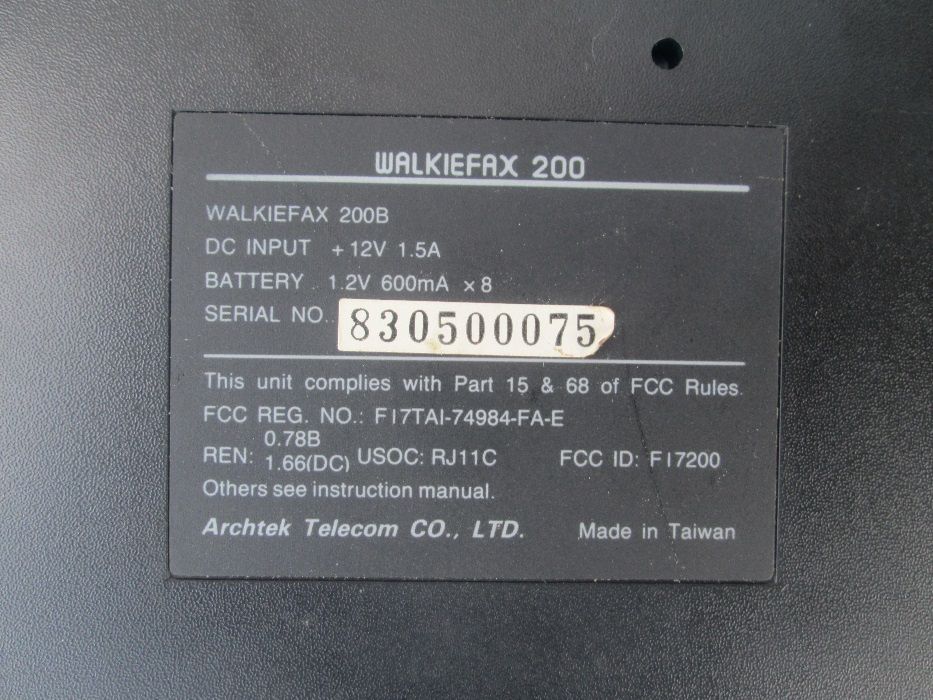 WALKIEFAX 200
WALKIEFAX 200B
DC INPUT +12V 1.5A
BATTERY 1.2V 600mA ×8
SERIAL NO. 830500075
This unit complies with Part 15 & 68 of FCC Rules.
FCC REG. NO.: FI7TAI-74984-FA-E
0.78B
REN: 1.66(DC) USOC: RJ11C FCC ID: FI7200
Others see instruction manual.
Archtek Telecom CO., LTD. Made in Taiwan